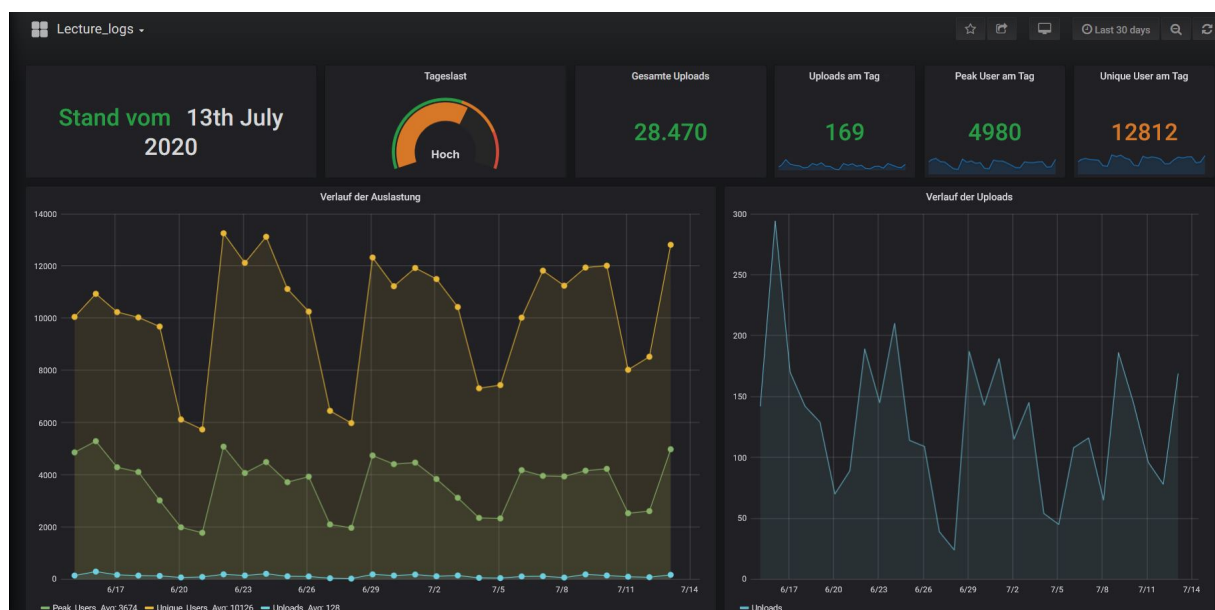 Lecture_logs
Last 30 days
Stand vom 13th July
2020
Tageslast
Hoch
Gesamte Uploads
28.470
Uploads am Tag
169
Peak User am Tag
4980
Unique User am Tag
12812
Verlauf der Auslastung
14000
12000
10000
8000
6000
4000
2000
0
6/17 6/20 6/23 6/26 6/29 7/2 7/5 7/8 7/11 7/14
Peak_Users Avg: 3674 Unique_Users Avg: 10126 Uploads Avg: 128
Verlauf der Uploads
300
250
200
150
100
50
0
6/17 6/20 6/23 6/26 6/29 7/2 7/5 7/8 7/11 7/14
Uploads